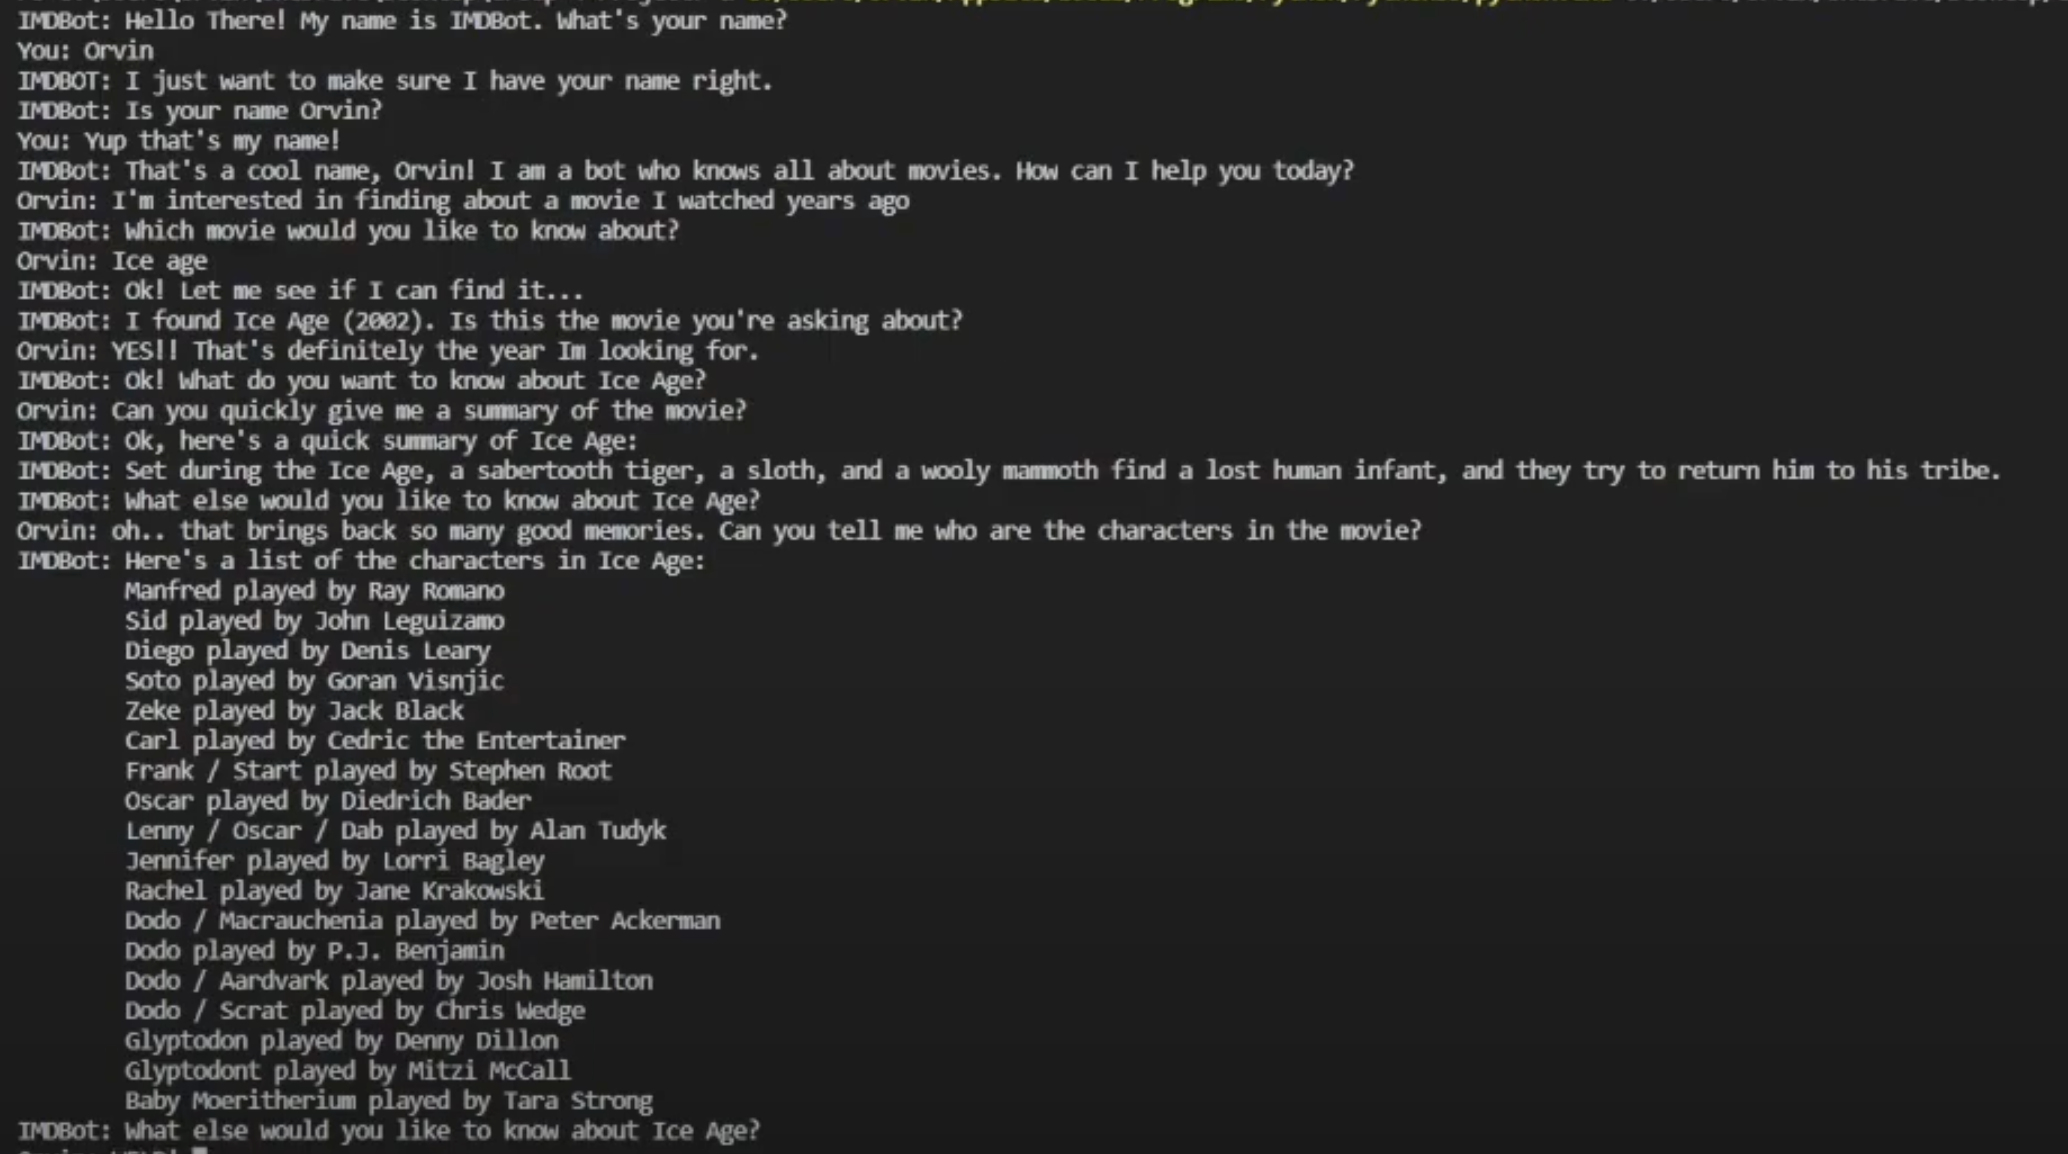 IMDBot: Hello There! My name is IMDBot. What's your name?
You: Orvin
IMDBOT: I just want to make sure I have your name right.
IMDBot: Is your name Orvin?
You: Yup that's my name!
IMDBot: That's a cool name, Orvin! I am a bot who knows all about movies. How can I help you today?
Orvin: I'm interested in finding about a movie I watched years ago
IMDBot: Which movie would you like to know about?
Orvin: Ice age
IMDBot: Ok! Let me see if I can find it...
IMDBot: I found Ice Age (2002). Is this the movie you're asking about?
Orvin: YES!! That's definitely the year Im looking for.
IMDBot: Ok! What do you want to know about Ice Age?
Orvin: Can you quickly give me a summary of the movie?
IMDBot: Ok, here's a quick summary of Ice Age:
IMDBot: Set during the Ice Age, a sabertooth tiger, a sloth, and a wooly mammoth find a lost human infant, and they try to return him to his tribe.
IMDBot: What else would you like to know about Ice Age?
Orvin: oh.. that brings back so many good memories. Can you tell me who are the characters in the movie?
IMDBot: Here's a list of the characters in Ice Age:
Manfred played by Ray Romano
Sid played by John Leguizamo
Diego played by Denis Leary
Soto played by Goran Visnjic
Zeke played by Jack Black
Carl played by Cedric the Entertainer
Frank / Start played by Stephen Root
Oscar played by Diedrich Bader
Lenny / Oscar / Dab played by Alan Tudyk
Jennifer played by Lorri Bagley
Rachel played by Jane Krakowski
Dodo / Macrauchenia played by Peter Ackerman
Dodo played by P.J. Benjamin
Dodo / Aardvark played by Josh Hamilton
Dodo / Scrat played by Chris Wedge
Glyptodon played by Denny Dillon
Glyptodont played by Mitzi McCall
Baby Moeritherium played by Tara Strong
IMDBot: What else would you like to know about Ice Age?